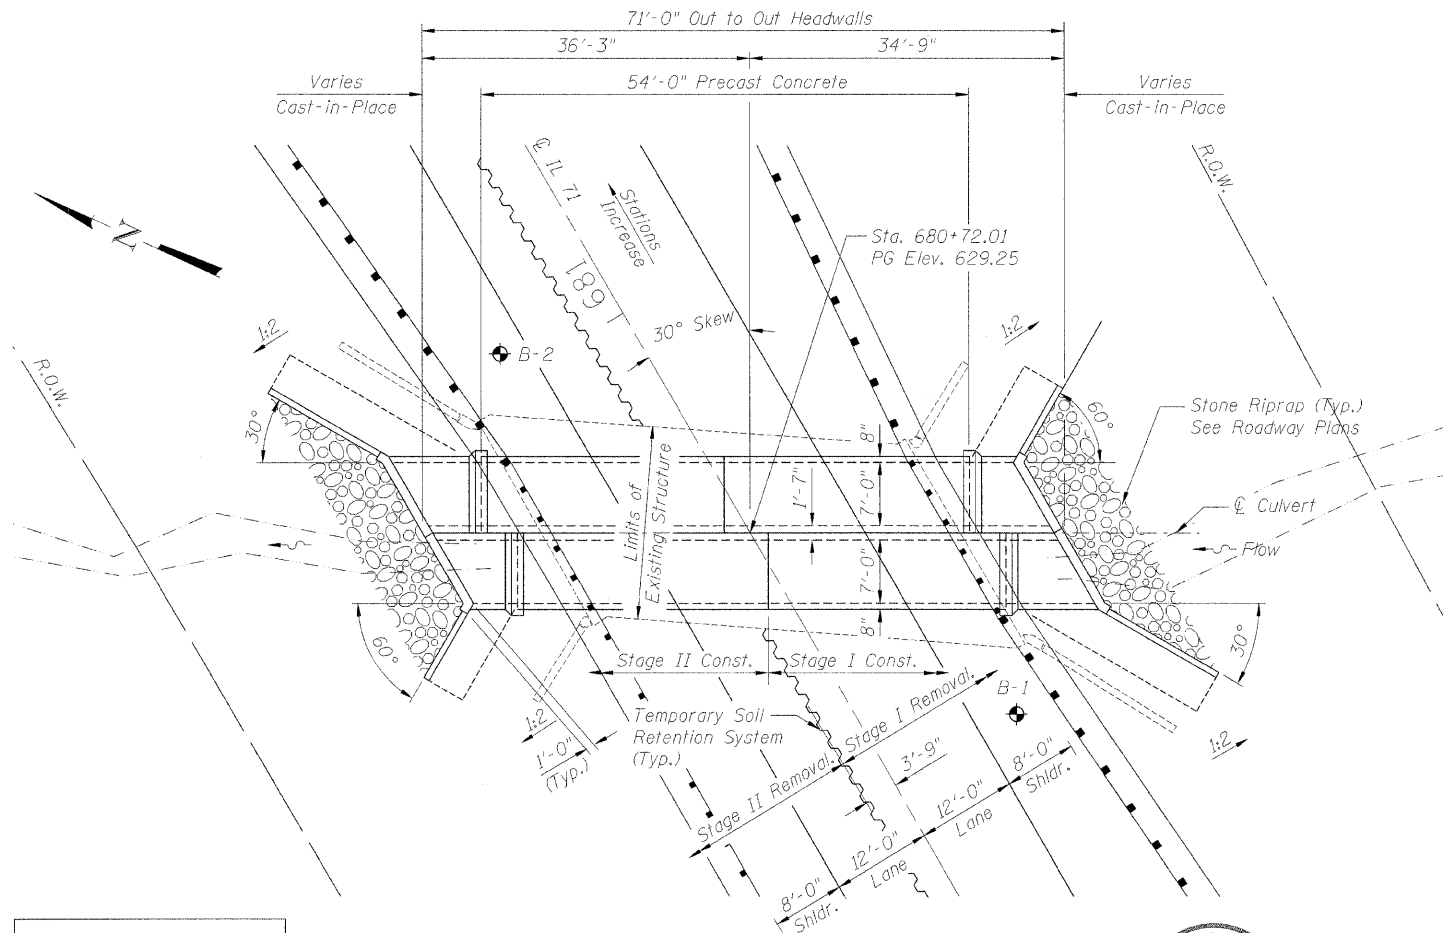 71'-0" Out to Out Headwalls
36'-3"
34'-9"
Varies
Cast-in-Place
54'-0" Precast Concrete
Varies
Cast-in-Place
℄ IL 71
Stations
Increase
R.O.W.
N
681
Sta. 680+72.01
PG Elev. 629.25
30° Skew
1:2
1:2
B-2
R.O.W.
30°
60°
Stone Riprap (Typ.)
See Roadway Plans
8"
1'-7"
7'-0"
Limits of
Existing Structure
℄ Culvert
Flow
7'-0"
8"
60°
30°
Stage II Const.
Stage I Const.
B-1
1:2
1'-0"
(Typ.)
Temporary Soil
Retention System
(Typ.)
Stage I Removal
Stage II Removal
1:2
3'-9"
8'-0"
Shldr.
12'-0"
Lane
12'-0"
Lane
8'-0"
Shldr.